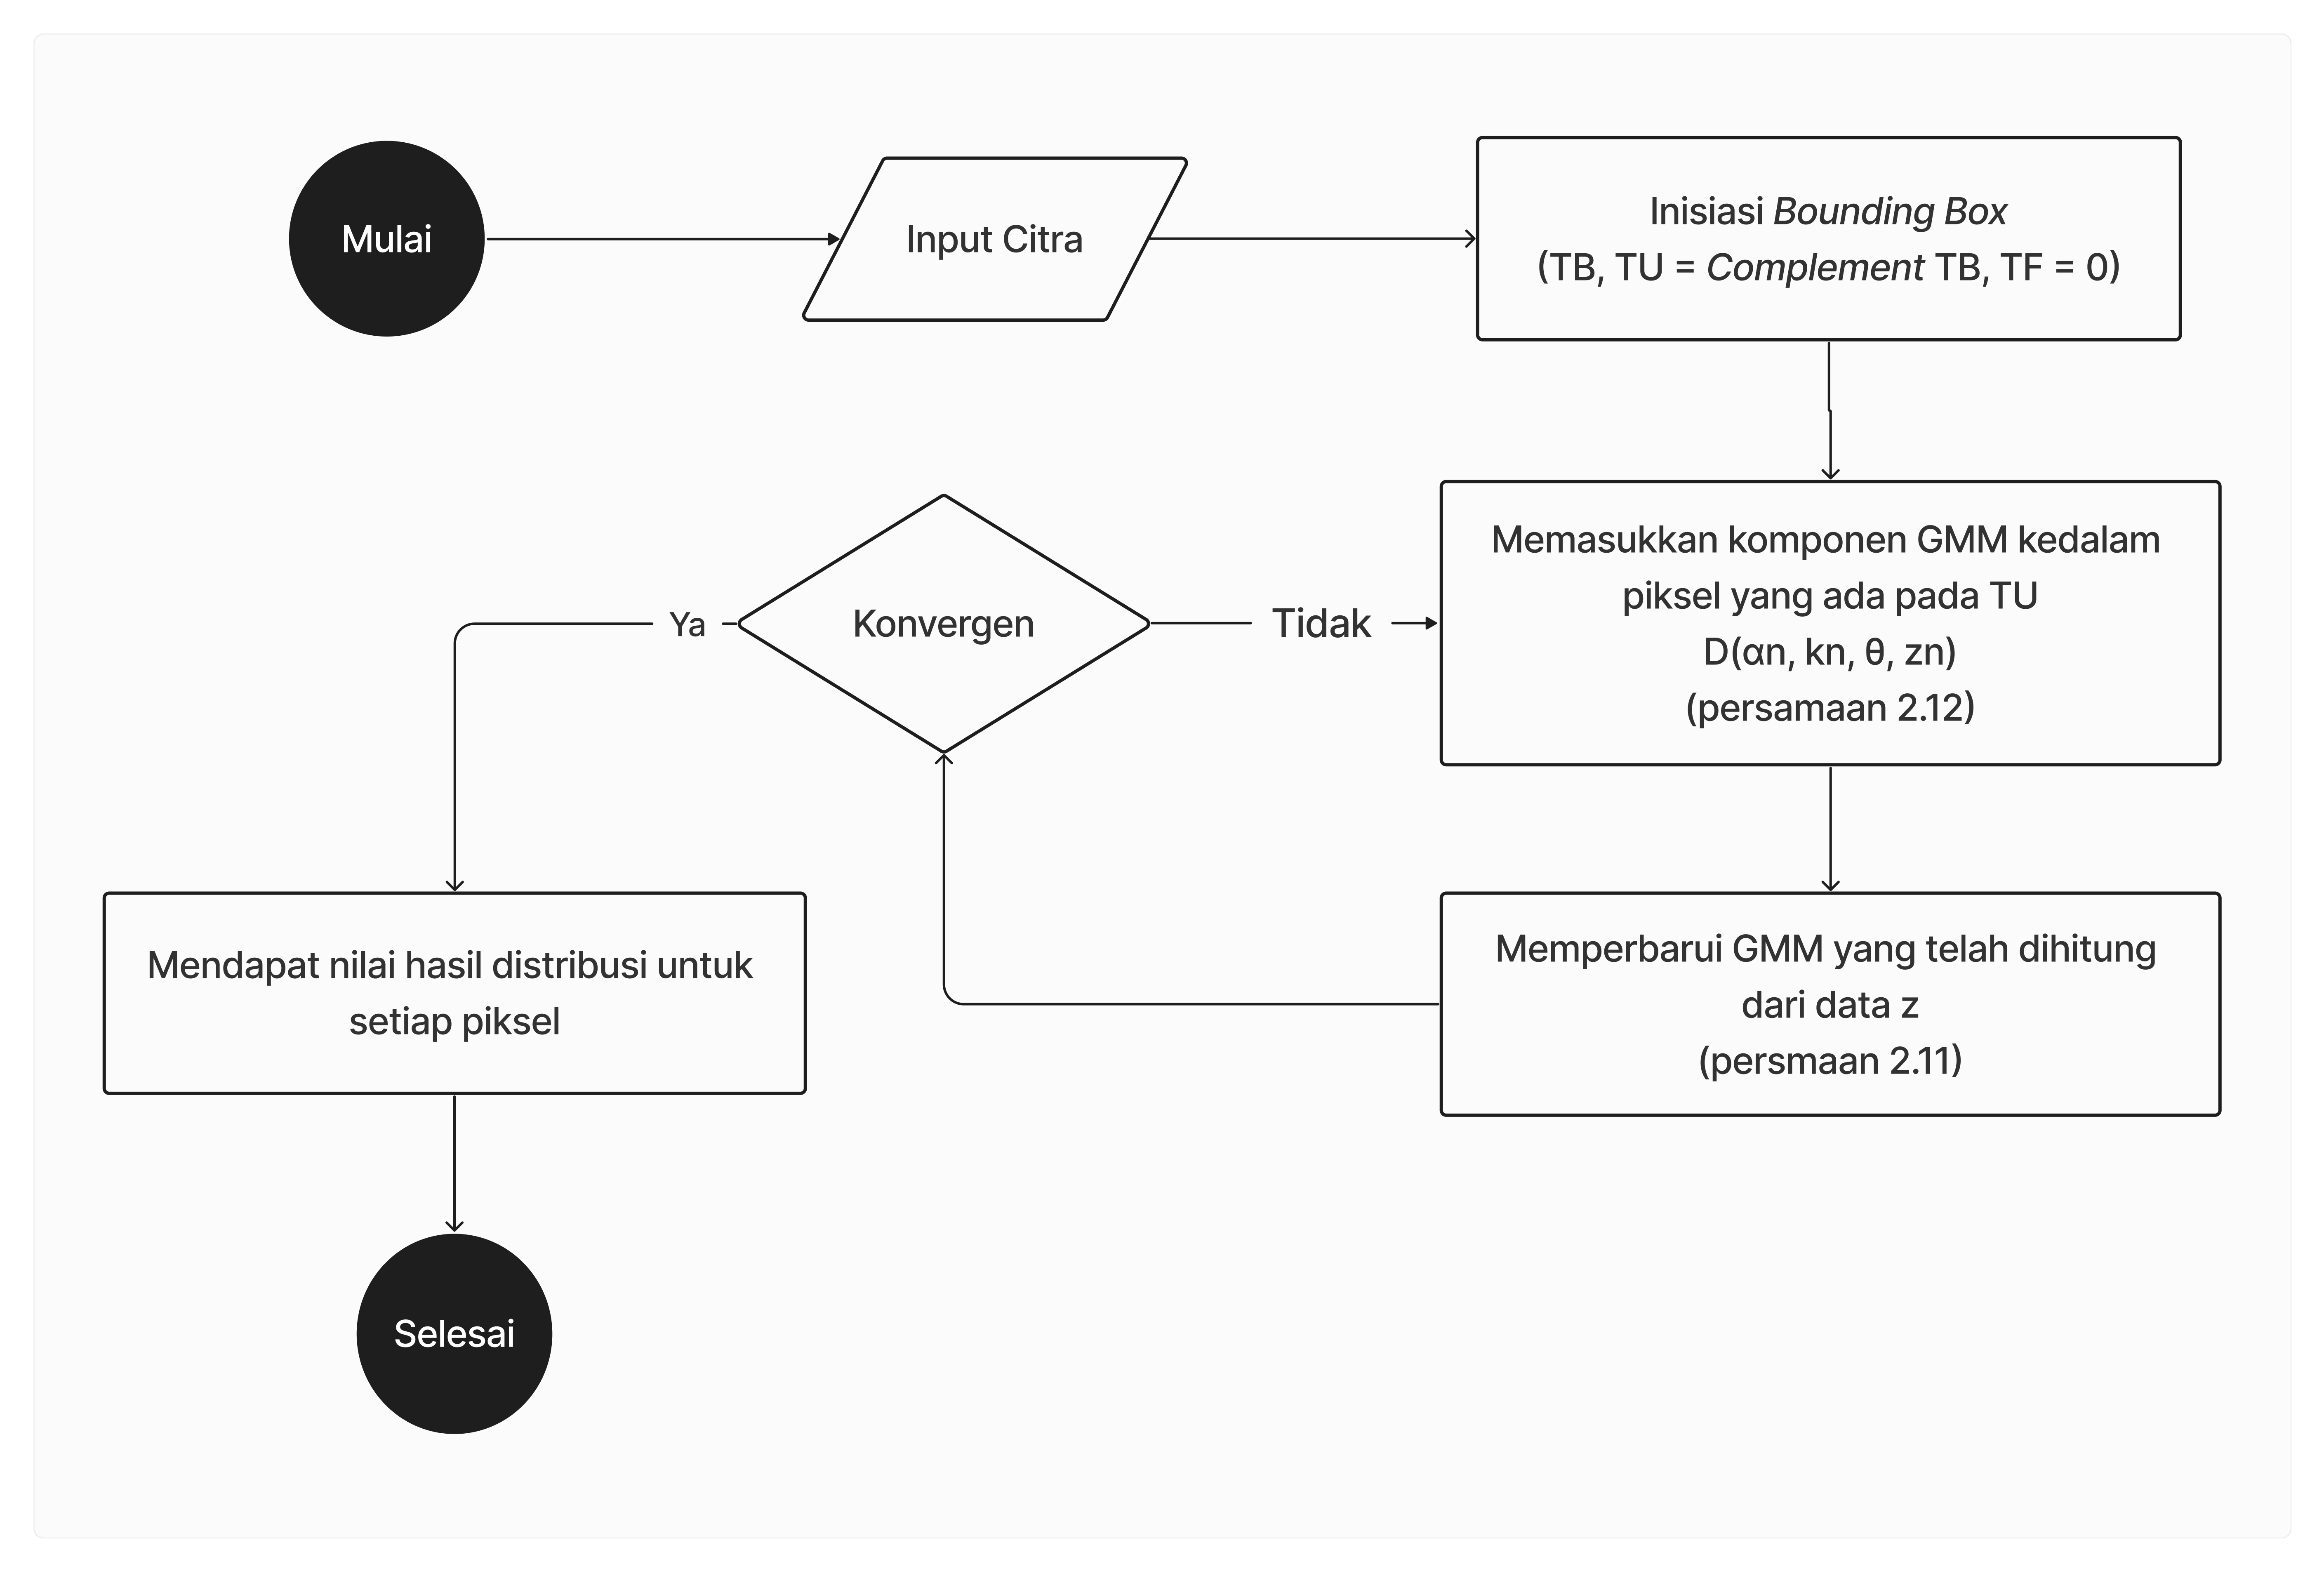 Mulai
Input Citra
Inisiasi Bounding Box
(TB, TU = Complement TB, TF = 0)
Memasukkan komponen GMM kedalam
piksel yang ada pada TU
D(αn, kn, θ, zn)
(persamaan 2.12)
Konvergen
Tidak
Ya
Memperbarui GMM yang telah dihitung
dari data z
(persmaan 2.11)
Mendapat nilai hasil distribusi untuk
setiap piksel
Selesai